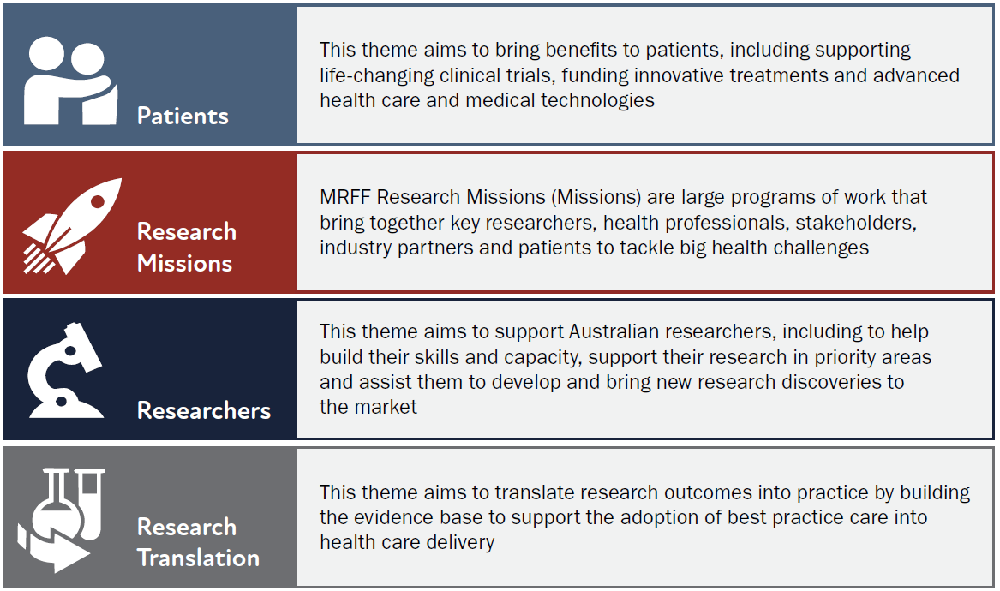 Patients
This theme aims to bring benefits to patients, including supporting
life-changing clinical trials, funding innovative treatments and advanced
health care and medical technologies
Research
Missions
MRFF Research Missions (Missions) are large programs of work that
bring together key researchers, health professionals, stakeholders,
industry partners and patients to tackle big health challenges
Researchers
This theme aims to support Australian researchers, including to help
build their skills and capacity, support their research in priority areas
and assist them to develop and bring new research discoveries to
the market
Research
Translation
This theme aims to translate research outcomes into practice by building
the evidence base to support the adoption of best practice care into
health care delivery